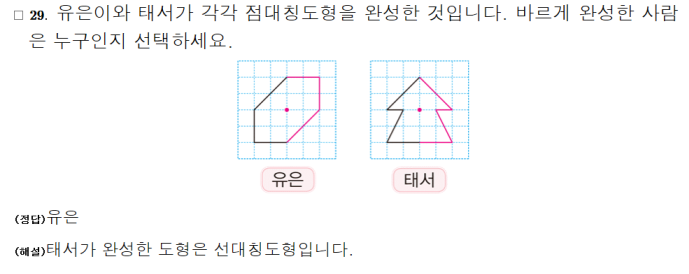 □ 29. 유은이와 태서가 각각 점대칭도형을 완성한 것입니다. 바르게 완성한 사람
은 누구인지 선택하세요.
유은 태서
(정답)유은
(해설)태서가 완성한 도형은 선대칭도형입니다.